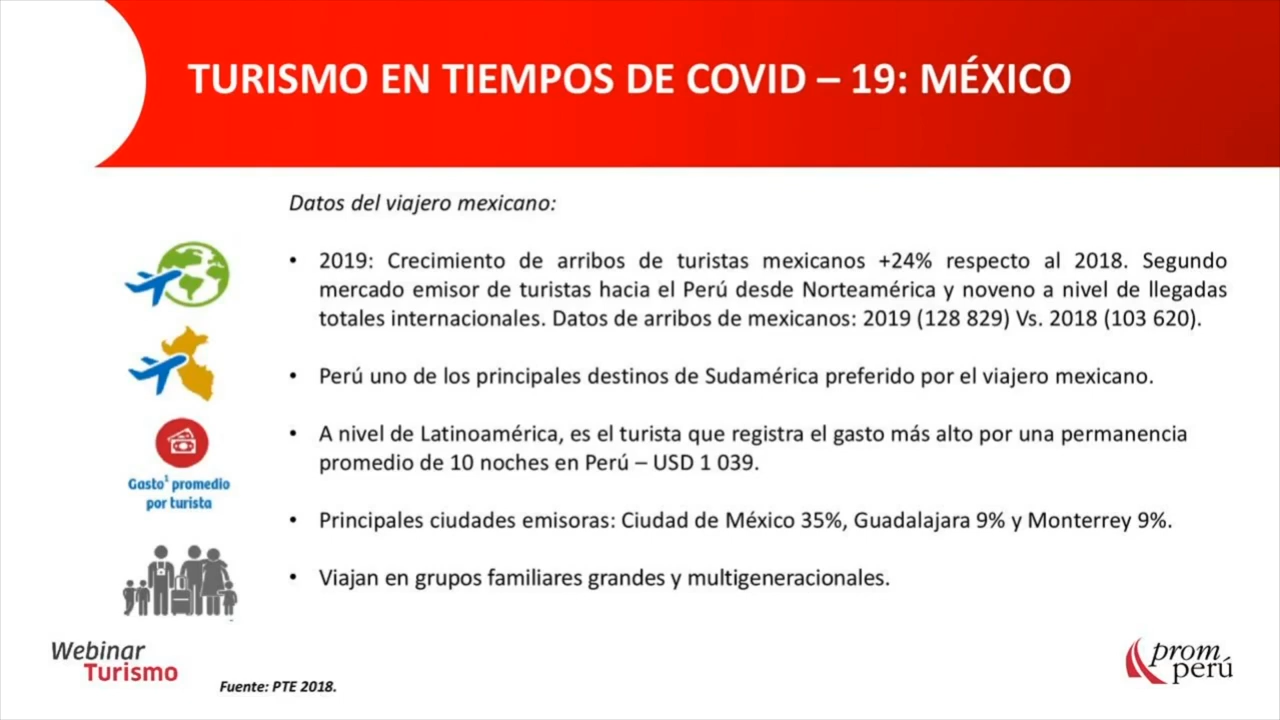 TURISMO EN TIEMPOS DE COVID – 19: MÉXICO
Datos del viajero mexicano:
• 2019: Crecimiento de arribos de turistas mexicanos +24% respecto al 2018. Segundo
mercado emisor de turistas hacia el Perú desde Norteamérica y noveno a nivel de llegadas
totales internacionales. Datos de arribos de mexicanos: 2019 (128 829) Vs. 2018 (103 620).
• Perú uno de los principales destinos de Sudamérica preferido por el viajero mexicano.
• A nivel de Latinoamérica, es el turista que registra el gasto más alto por una permanencia
promedio de 10 noches en Perú – USD 1 039.
Gasto¹ promedio
por turista
• Principales ciudades emisoras: Ciudad de México 35%, Guadalajara 9% y Monterrey 9%.
• Viajan en grupos familiares grandes y multigeneracionales.
Webinar
Turismo
Fuente: PTE 2018.
prom
perú